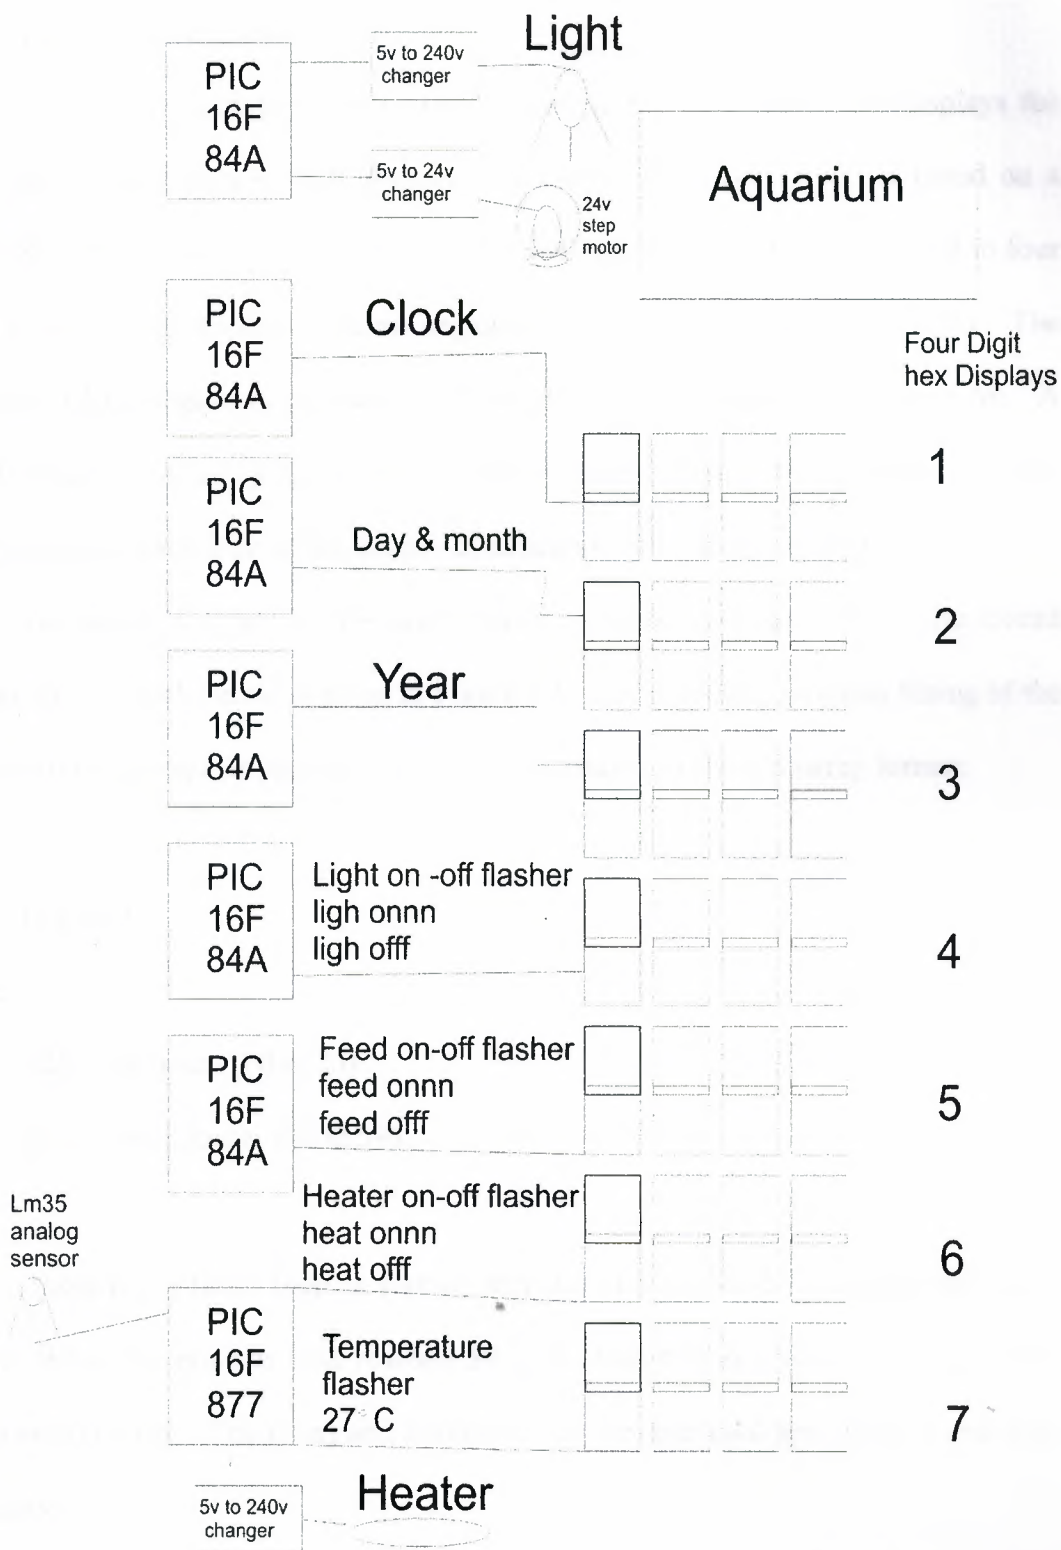 Light
PIC
16F
84A
5v to 240v
changer
5v to 24v
changer
24v
step
motor
Aquarium
PIC
16F
84A
Clock
Four Digit
hex Displays
1
PIC
16F
84A
Day & month
2
PIC
16F
84A
Year
3
PIC
16F
84A
Light on -off flasher
ligh onnn
ligh offf
4
PIC
16F
84A
Feed on-off flasher
feed onnn
feed offf
5
Lm35
analog
sensor
Heater on-off flasher
heat onnn
heat offf
6
PIC
16F
877
Temperature
flasher
27 C
7
5v to 240v
changer
Heater